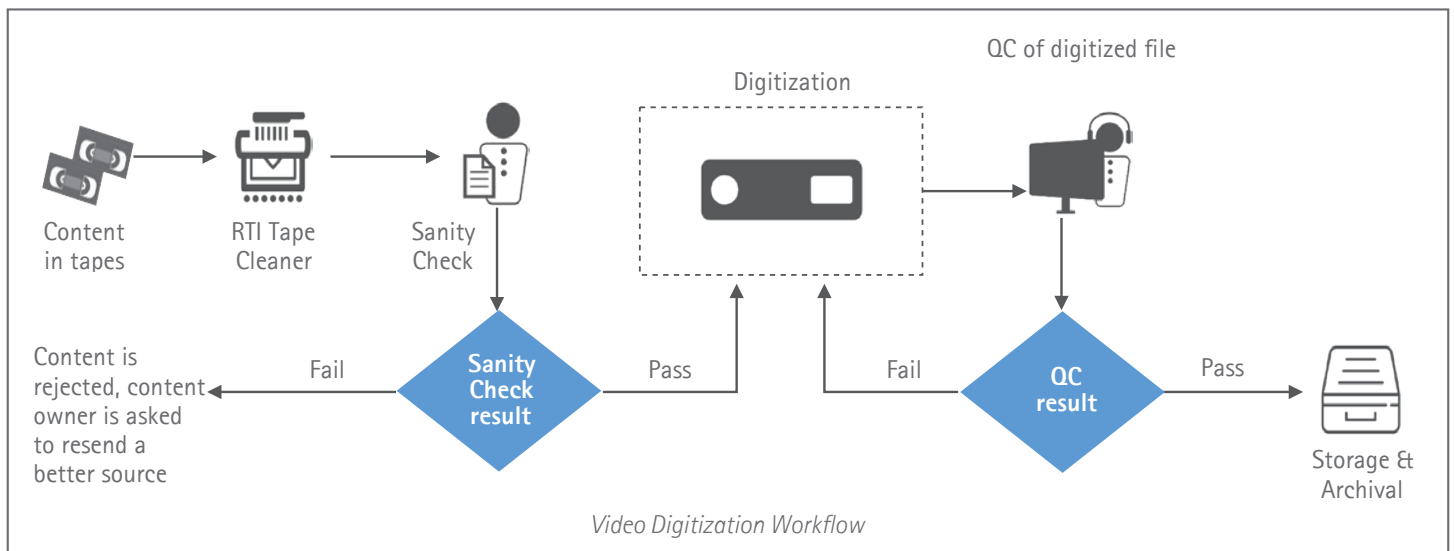 QC of digitized file
Digitization
Content
in tapes
RTI Tape
Cleaner
Sanity
Check
Content is
rejected, content
owner is asked
to resend a
better source
Fail
Sanity
Check
result
Pass
Fail
QC
result
Pass
Storage &
Archival
Video Digitization Workflow